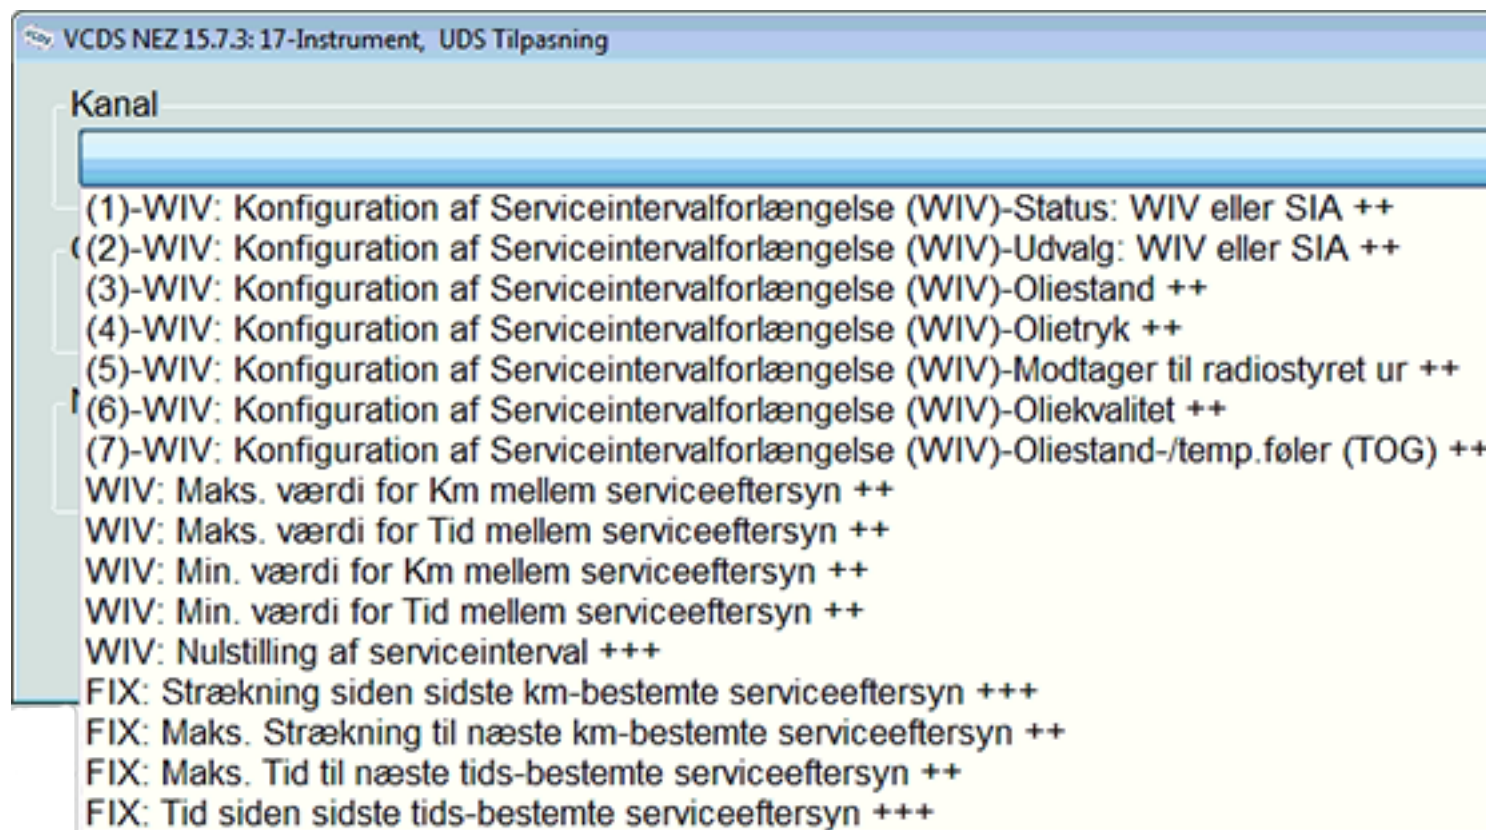 VCDS NEZ 15.7.3: 17-Instrument, UDS Tilpasning
Kanal
(1)-WIV: Konfiguration af Serviceintervalforlængelse (WIV)-Status: WIV eller SIA ++
(2)-WIV: Konfiguration af Serviceintervalforlængelse (WIV)-Udvalg: WIV eller SIA ++
(3)-WIV: Konfiguration af Serviceintervalforlængelse (WIV)-Oliestand ++
(4)-WIV: Konfiguration af Serviceintervalforlængelse (WIV)-Olietryk ++
(5)-WIV: Konfiguration af Serviceintervalforlængelse (WIV)-Modtager til radiostyret ur ++
(6)-WIV: Konfiguration af Serviceintervalforlængelse (WIV)-Oliekvalitet ++
(7)-WIV: Konfiguration af Serviceintervalforlængelse (WIV)-Oliestand-/temp.føler (TOG) ++
WIV: Maks. værdi for Km mellem serviceeftersyn ++
WIV: Maks. værdi for Tid mellem serviceeftersyn ++
WIV: Min. værdi for Km mellem serviceeftersyn ++
WIV: Min. værdi for Tid mellem serviceeftersyn ++
WIV: Nulstilling af serviceinterval +++
FIX: Strækning siden sidste km-bestemte serviceeftersyn +++
FIX: Maks. Strækning til næste km-bestemte serviceeftersyn ++
FIX: Maks. Tid til næste tids-bestemte serviceeftersyn ++
FIX: Tid siden sidste tids-bestemte serviceeftersyn +++